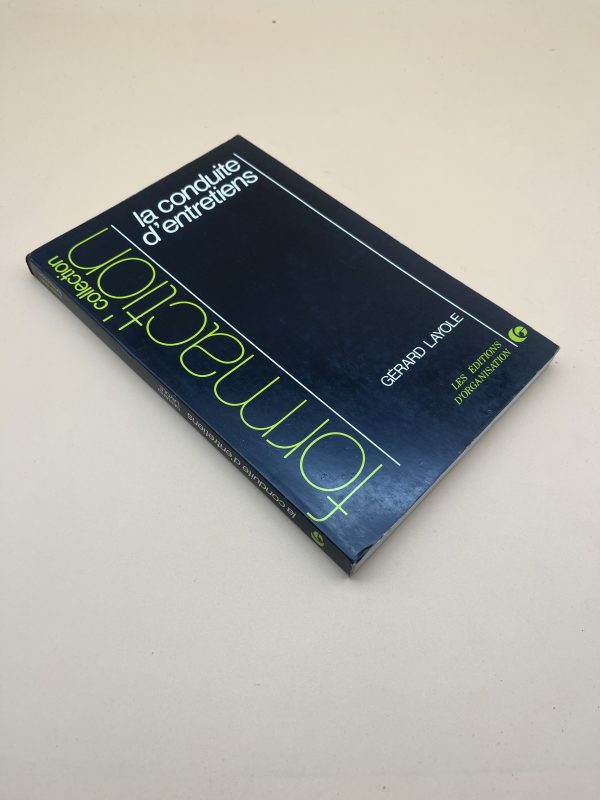 la conduite
d'entretiens
collection
formaction
GÉRARD LAYOLE
LES EDITIONS
D'ORGANISATION
la conduite d'entretiens